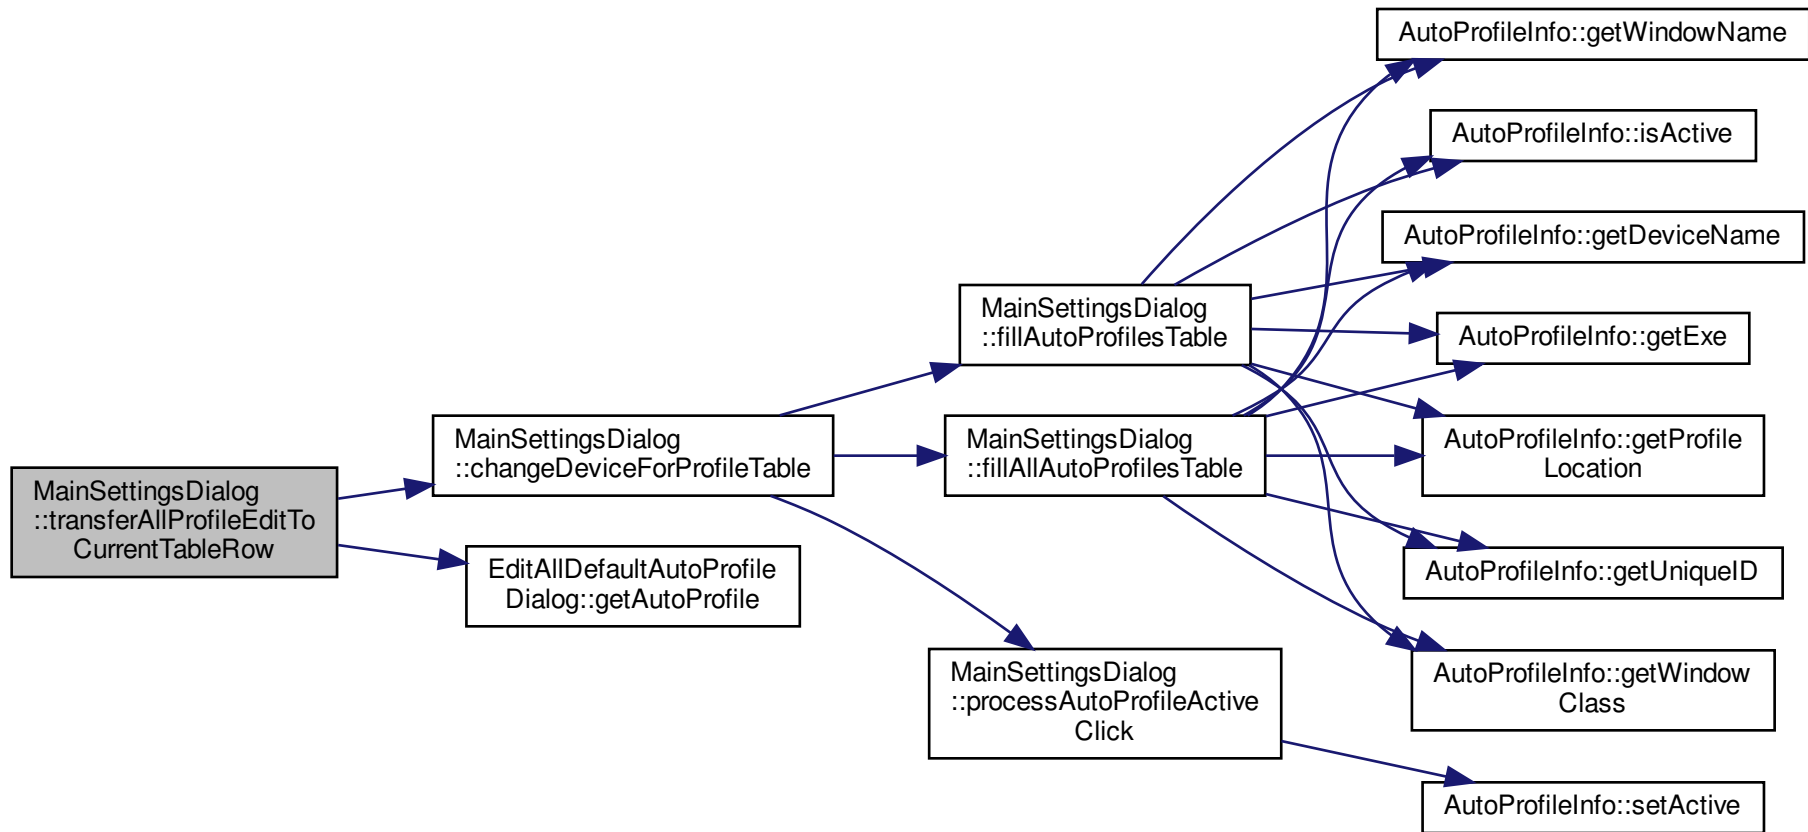 MainSettingsDialog
::transferAllProfileEditTo
CurrentTableRow
MainSettingsDialog
::changeDeviceForProfileTable
EditAllDefaultAutoProfile
Dialog::getAutoProfile
MainSettingsDialog
::fillAutoProfilesTable
MainSettingsDialog
::fillAllAutoProfilesTable
MainSettingsDialog
::processAutoProfileActive
Click
AutoProfileInfo::getWindowName
AutoProfileInfo::isActive
AutoProfileInfo::getDeviceName
AutoProfileInfo::getExe
AutoProfileInfo::getProfile
Location
AutoProfileInfo::getUniqueID
AutoProfileInfo::getWindow
Class
AutoProfileInfo::setActive